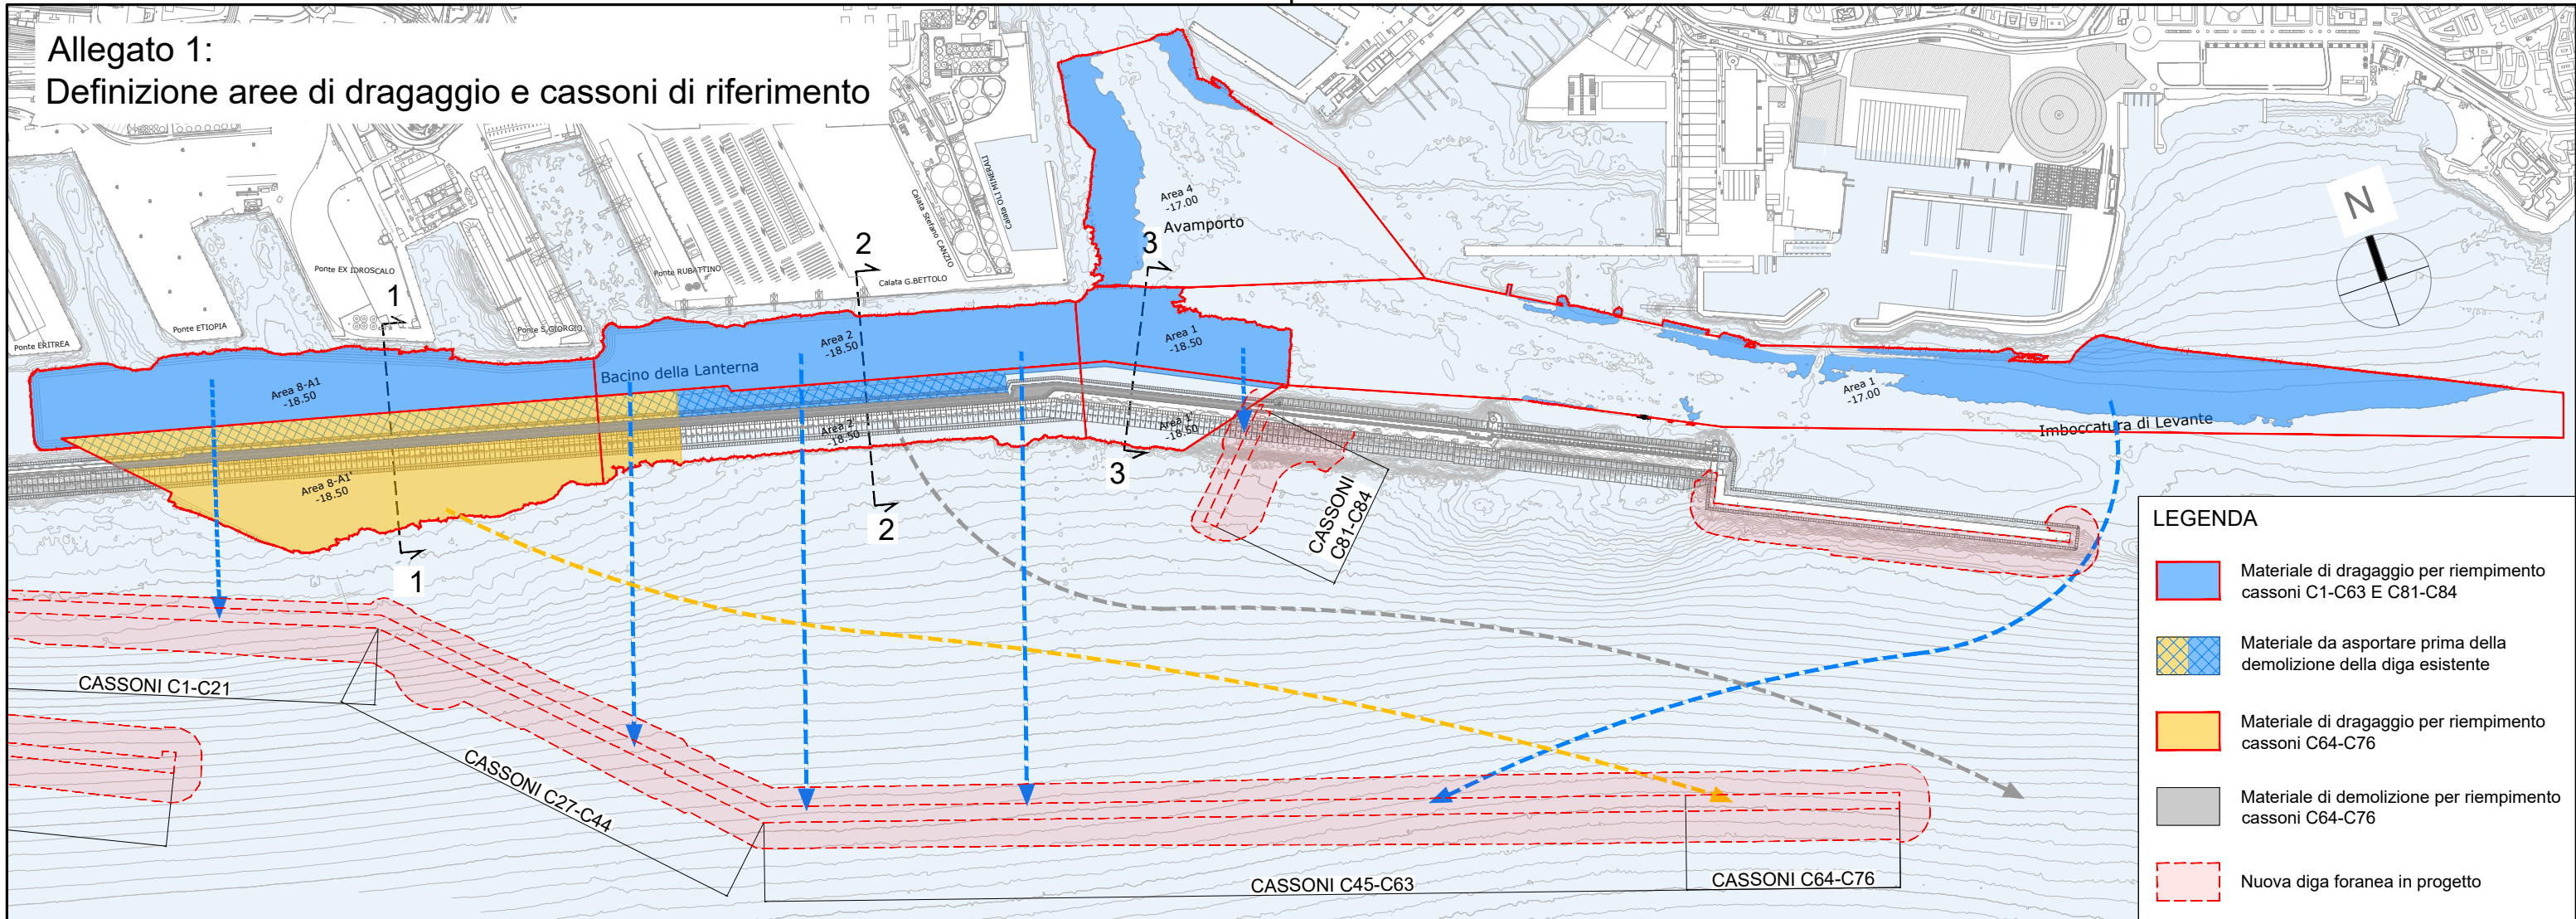 Allegato 1:
Definizione aree di dragaggio e cassoni di riferimento
Ponte ERITREA
Ponte ETIOPIA
Ponte EX IDROSCALO
Ponte S.GIORGIO
Ponte RUBATTINO
Calata G.BETTOLO
Calata Stefano CANZIO
Calata OLI MINERALI
Area 4
-17.00
Avamporto
1
2
3
Area 8-A1
-18.50
Bacino della Lanterna
Area 2
-18.50
Area 1
-18.50
Area 1
-17.00
Imboccatura di Levante
Area 8-A1'
-18.50
Area 2'
-18.50
Area 1'
-18.50
1
2
3
N
CASSONI
C81-C84
CASSONI C1-C21
CASSONI C27-C44
CASSONI C45-C63
CASSONI C64-C76
LEGENDA
Materiale di dragaggio per riempimento
cassoni C1-C63 E C81-C84
Materiale da asportare prima della
demolizione della diga esistente
Materiale di dragaggio per riempimento
cassoni C64-C76
Materiale di demolizione per riempimento
cassoni C64-C76
Nuova diga foranea in progetto